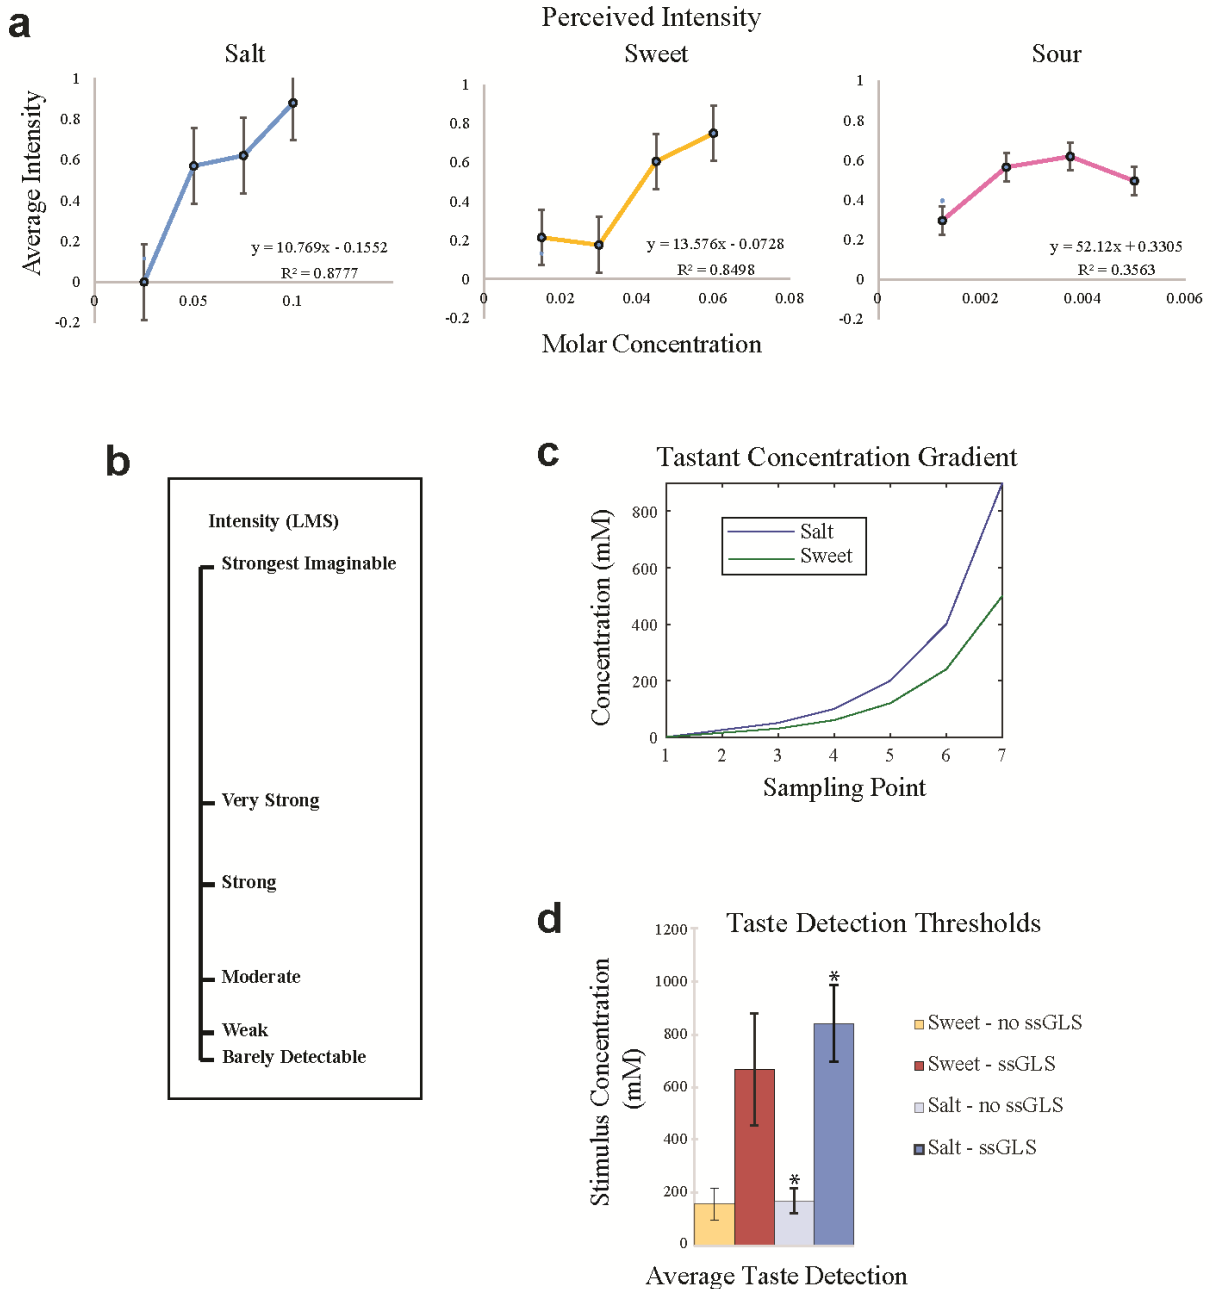 a
Perceived Intensity
Salt
Sweet
Sour
Average Intensity
1
0.8
0.6
0.4
0.2
0
-0.2
0
0.05
0.1
y = 10.769x - 0.1552
R² = 0.8777
1
0.8
0.6
0.4
0.2
0
-0.2
0
0.02
0.04
0.06
0.08
y = 13.576x - 0.0728
R² = 0.8498
1
0.8
0.6
0.4
0.2
0
-0.2
0
0.002
0.004
0.006
y = 52.12x + 0.3305
R² = 0.3563
Molar Concentration
b
Intensity (LMS)
Strongest Imaginable
Very Strong
Strong
Moderate
Weak
Barely Detectable
c
Tastant Concentration Gradient
Concentration (mM)
800
600
400
200
0
1 2 3 4 5 6 7
Salt
Sweet
Sampling Point
d
Taste Detection Thresholds
Stimulus Concentration
(mM)
1200
1000
800
600
400
200
0
*
*
Sweet - no ssGLS
Sweet - ssGLS
Salt - no ssGLS
Salt - ssGLS
Average Taste Detection